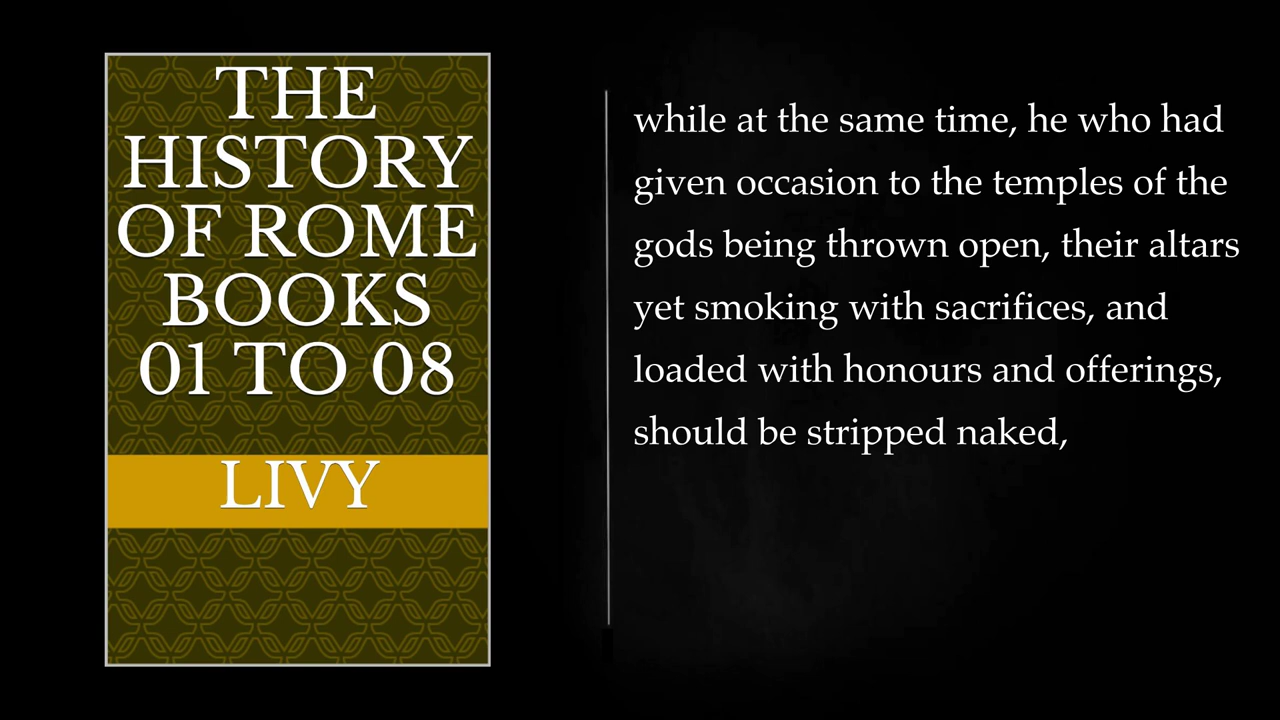 THE
HISTORY
OF ROME
BOOKS
01 TO 08
LIVY
while at the same time, he who had
given occasion to the temples of the
gods being thrown open, their altars
yet smoking with sacrifices, and
loaded with honours and offerings,
should be stripped naked,